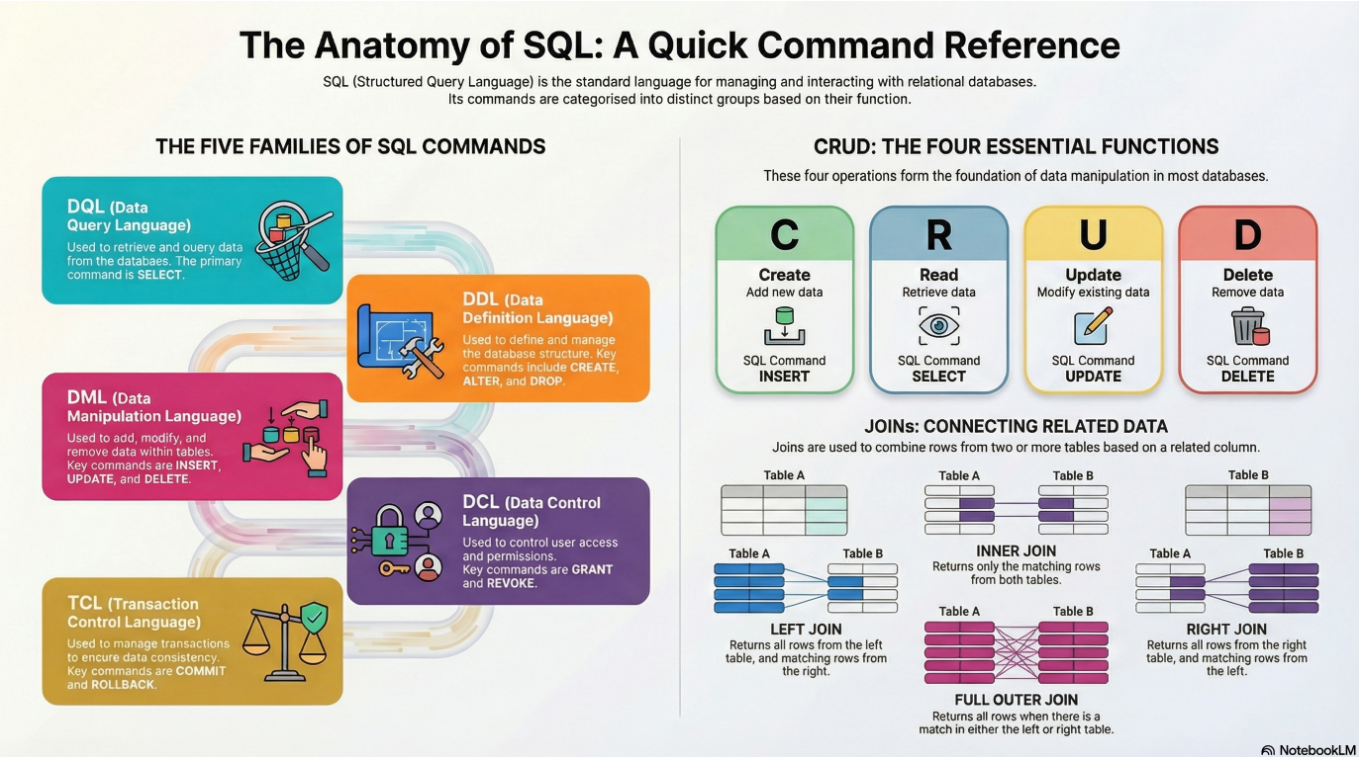 The Anatomy of SQL: A Quick Command Reference
SQL (Structured Query Language) is the standard language for managing and interacting with relational databases.
Its commands are categorised into distinct groups based on their function.
THE FIVE FAMILIES OF SQL COMMANDS
DQL (Data
Query Language)
Used to retrieve and ouery data
from the databaes. The primary
command is SELECT.
DDL (Data
Definition Language)
Used to define and manage
the database structure. Key
commands include CREATE,
ALTER, and DROP.
DML (Data
Manipulation Language)
Used to add, modify, and
remove data within tables.
Key commands are INSERT,
UPDATE, and DELETE.
DCL (Data Control
Language)
Used to control user access
and permissions.
Key commands are GRANT
and REVOKE.
TCL (Transaction
Control Language)
Used to manage transactions
to encure data consistency.
Key commands are COMMIT
and ROLLBACK.
CRUD: THE FOUR ESSENTIAL FUNCTIONS
These four operations form the foundation of data manipulation in most databases.
C
Create
Add new data
SQL Command
INSERT
R
Read
Retrieve data
SQL Command
SELECT
U
Update
Modify existing data
SQL Command
UPDATE
D
Delete
Remove data
SQL Command
DELETE
JOINs: CONNECTING RELATED DATA
Joins are used to combine rows from two or more tables based on a related column.
Table A
Table A Table B
Table B
INNER JOIN
Returns only the matching rows
from both tables.
Table A Table B
LEFT JOIN
Returns all rows from the left
table, and matching rows from
the right.
Table A Table B
RIGHT JOIN
Returns all rows from the right
table, and matching rows from
the left.
Table A Table B
FULL OUTER JOIN
Returns all rows when there is a
match in either the left or right table.
NotebookLM